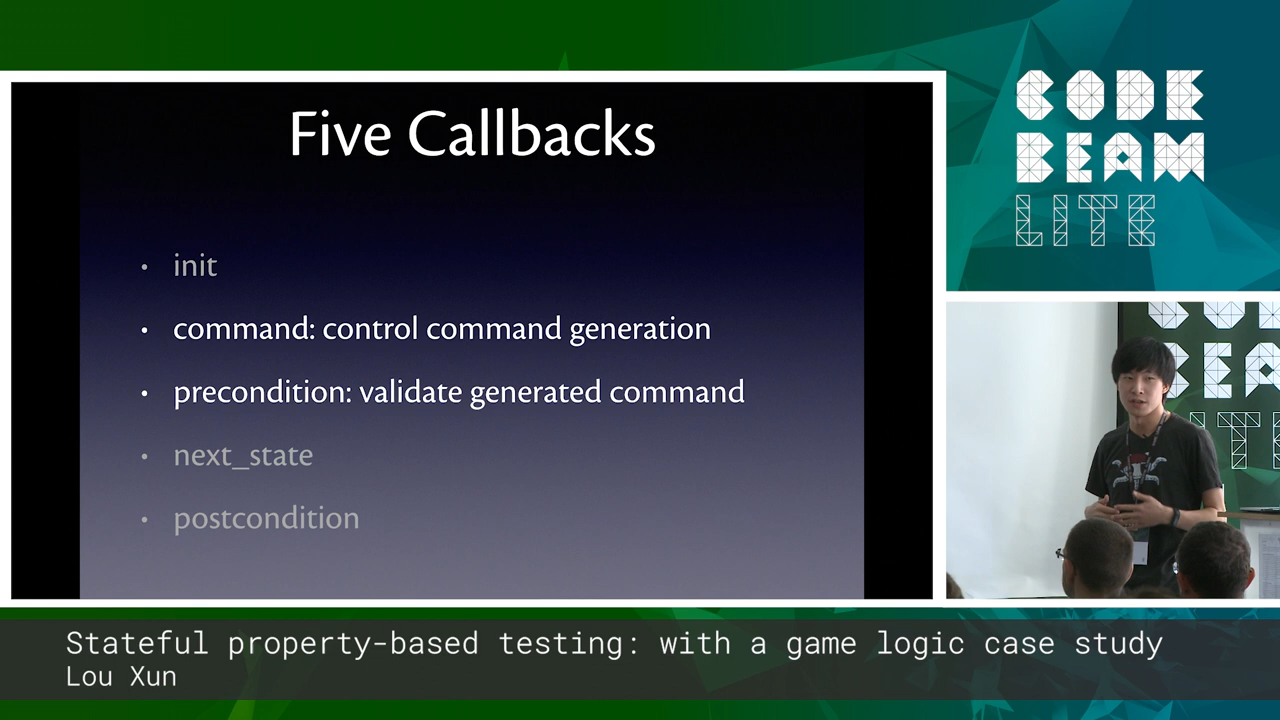 Five Callbacks
• init
• command: control command generation
• precondition: validate generated command
• next_state
• postcondition
CODE
BEAM
LITE
Stateful property-based testing: with a game logic case study
Lou Xun